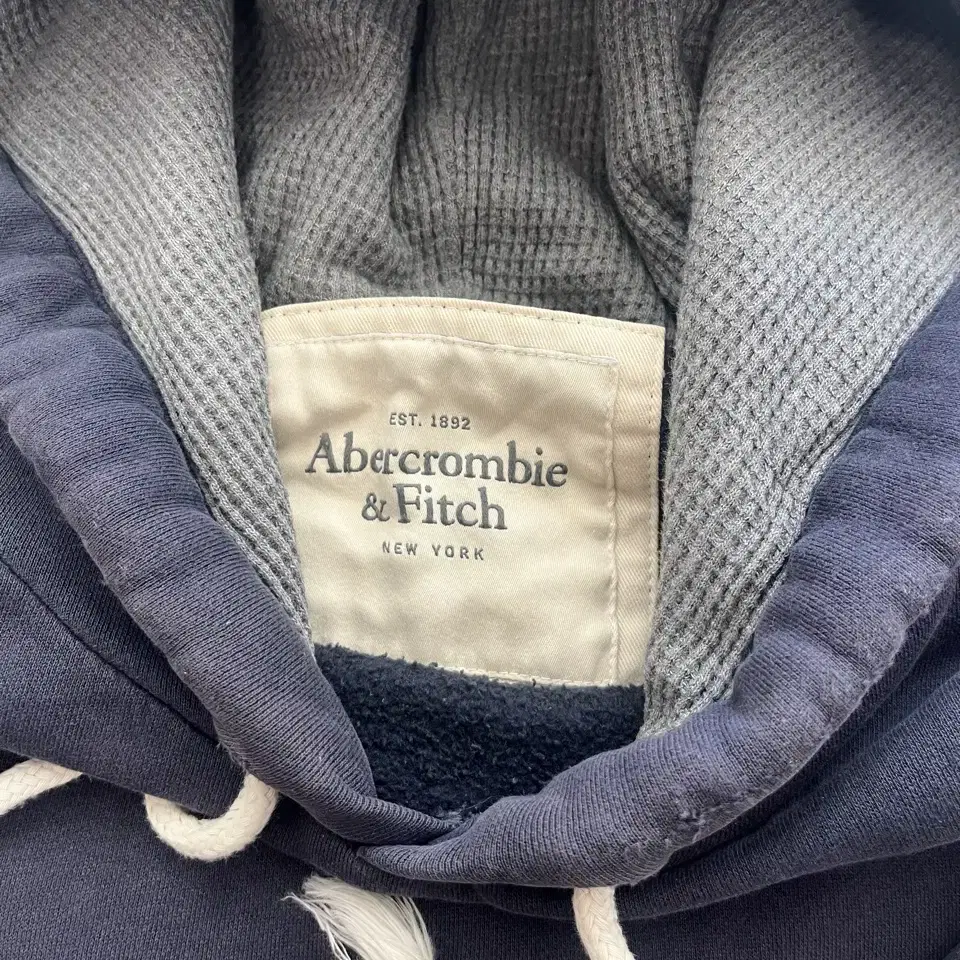 EST. 1892
Abercrombie
& Fitch
NEW YORK